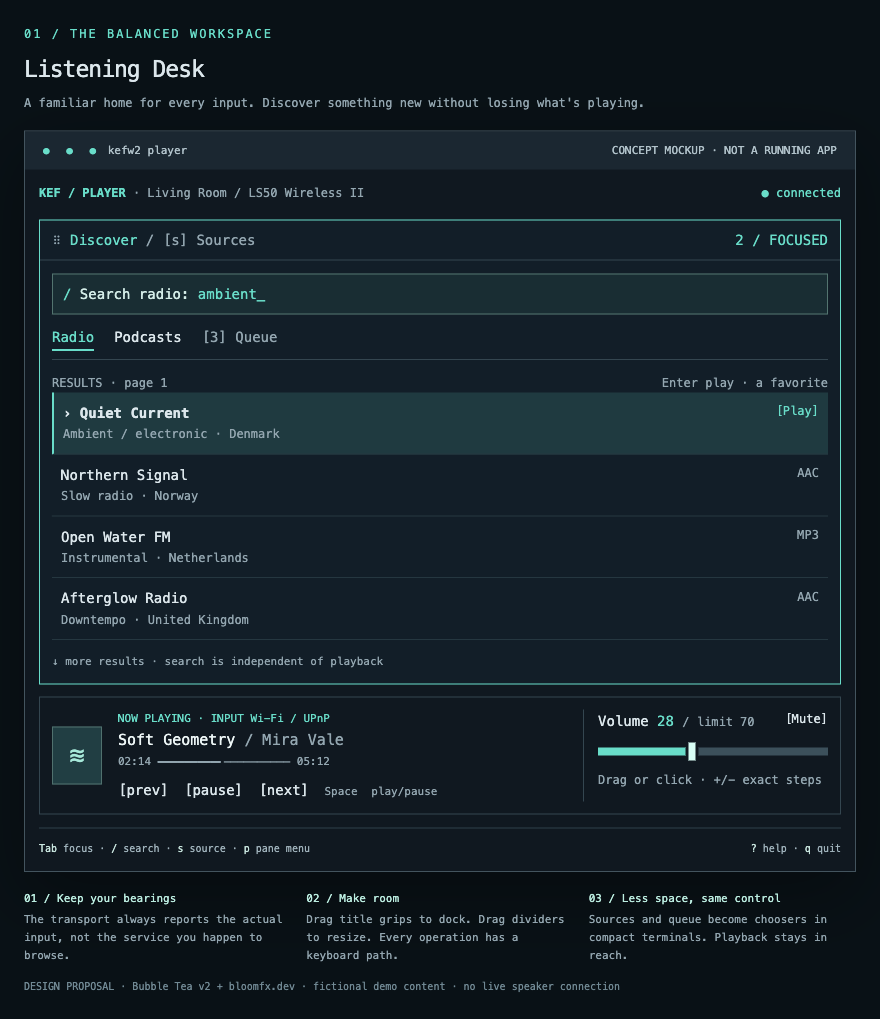 01 / THE BALANCED WORKSPACE
Listening Desk
A familiar home for every input. Discover something new without losing what's playing.
● ● ● kefw2 player
CONCEPT MOCKUP · NOT A RUNNING APP
KEF / PLAYER · Living Room / LS50 Wireless II
● connected
⠿ Discover / [s] Sources
2 / FOCUSED
/ Search radio: ambient_
Radio Podcasts [3] Queue
RESULTS · page 1
Enter play · a favorite
› Quiet Current
[Play]
Ambient / electronic · Denmark
Northern Signal
AAC
Slow radio · Norway
Open Water FM
MP3
Instrumental · Netherlands
Afterglow Radio
AAC
Downtempo · United Kingdom
↓ more results · search is independent of playback
NOW PLAYING · INPUT Wi-Fi / UPnP
Soft Geometry / Mira Vale
02:14 05:12
[prev] [pause] [next] Space play/pause
Volume 28 / limit 70
[Mute]
Drag or click · +/− exact steps
Tab focus · / search · s source · p pane menu
? help · q quit
01 / Keep your bearings
The transport always reports the actual
input, not the service you happen to
browse.
02 / Make room
Drag title grips to dock. Drag dividers
to resize. Every operation has a
keyboard path.
03 / Less space, same control
Sources and queue become choosers in
compact terminals. Playback stays in
reach.
DESIGN PROPOSAL · Bubble Tea v2 + bloomfx.dev · fictional demo content · no live speaker connection